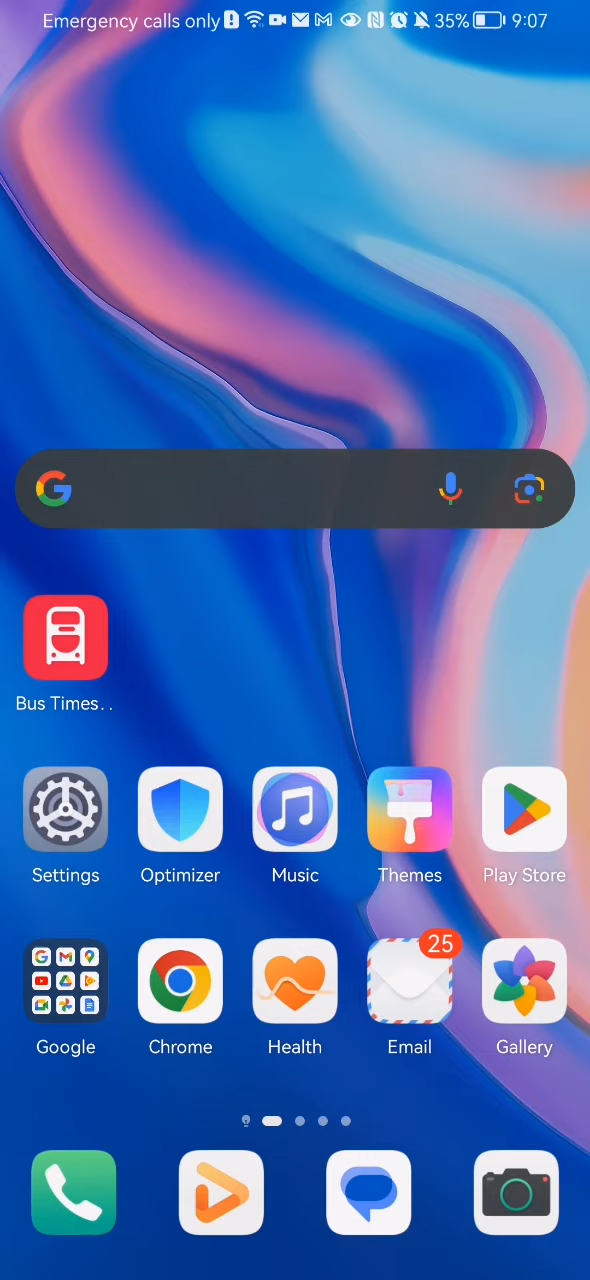 Emergency calls only 35% 9:07
Bus Times. .
Settings Optimizer Music Themes Play Store
25
Google Chrome Health Email Gallery